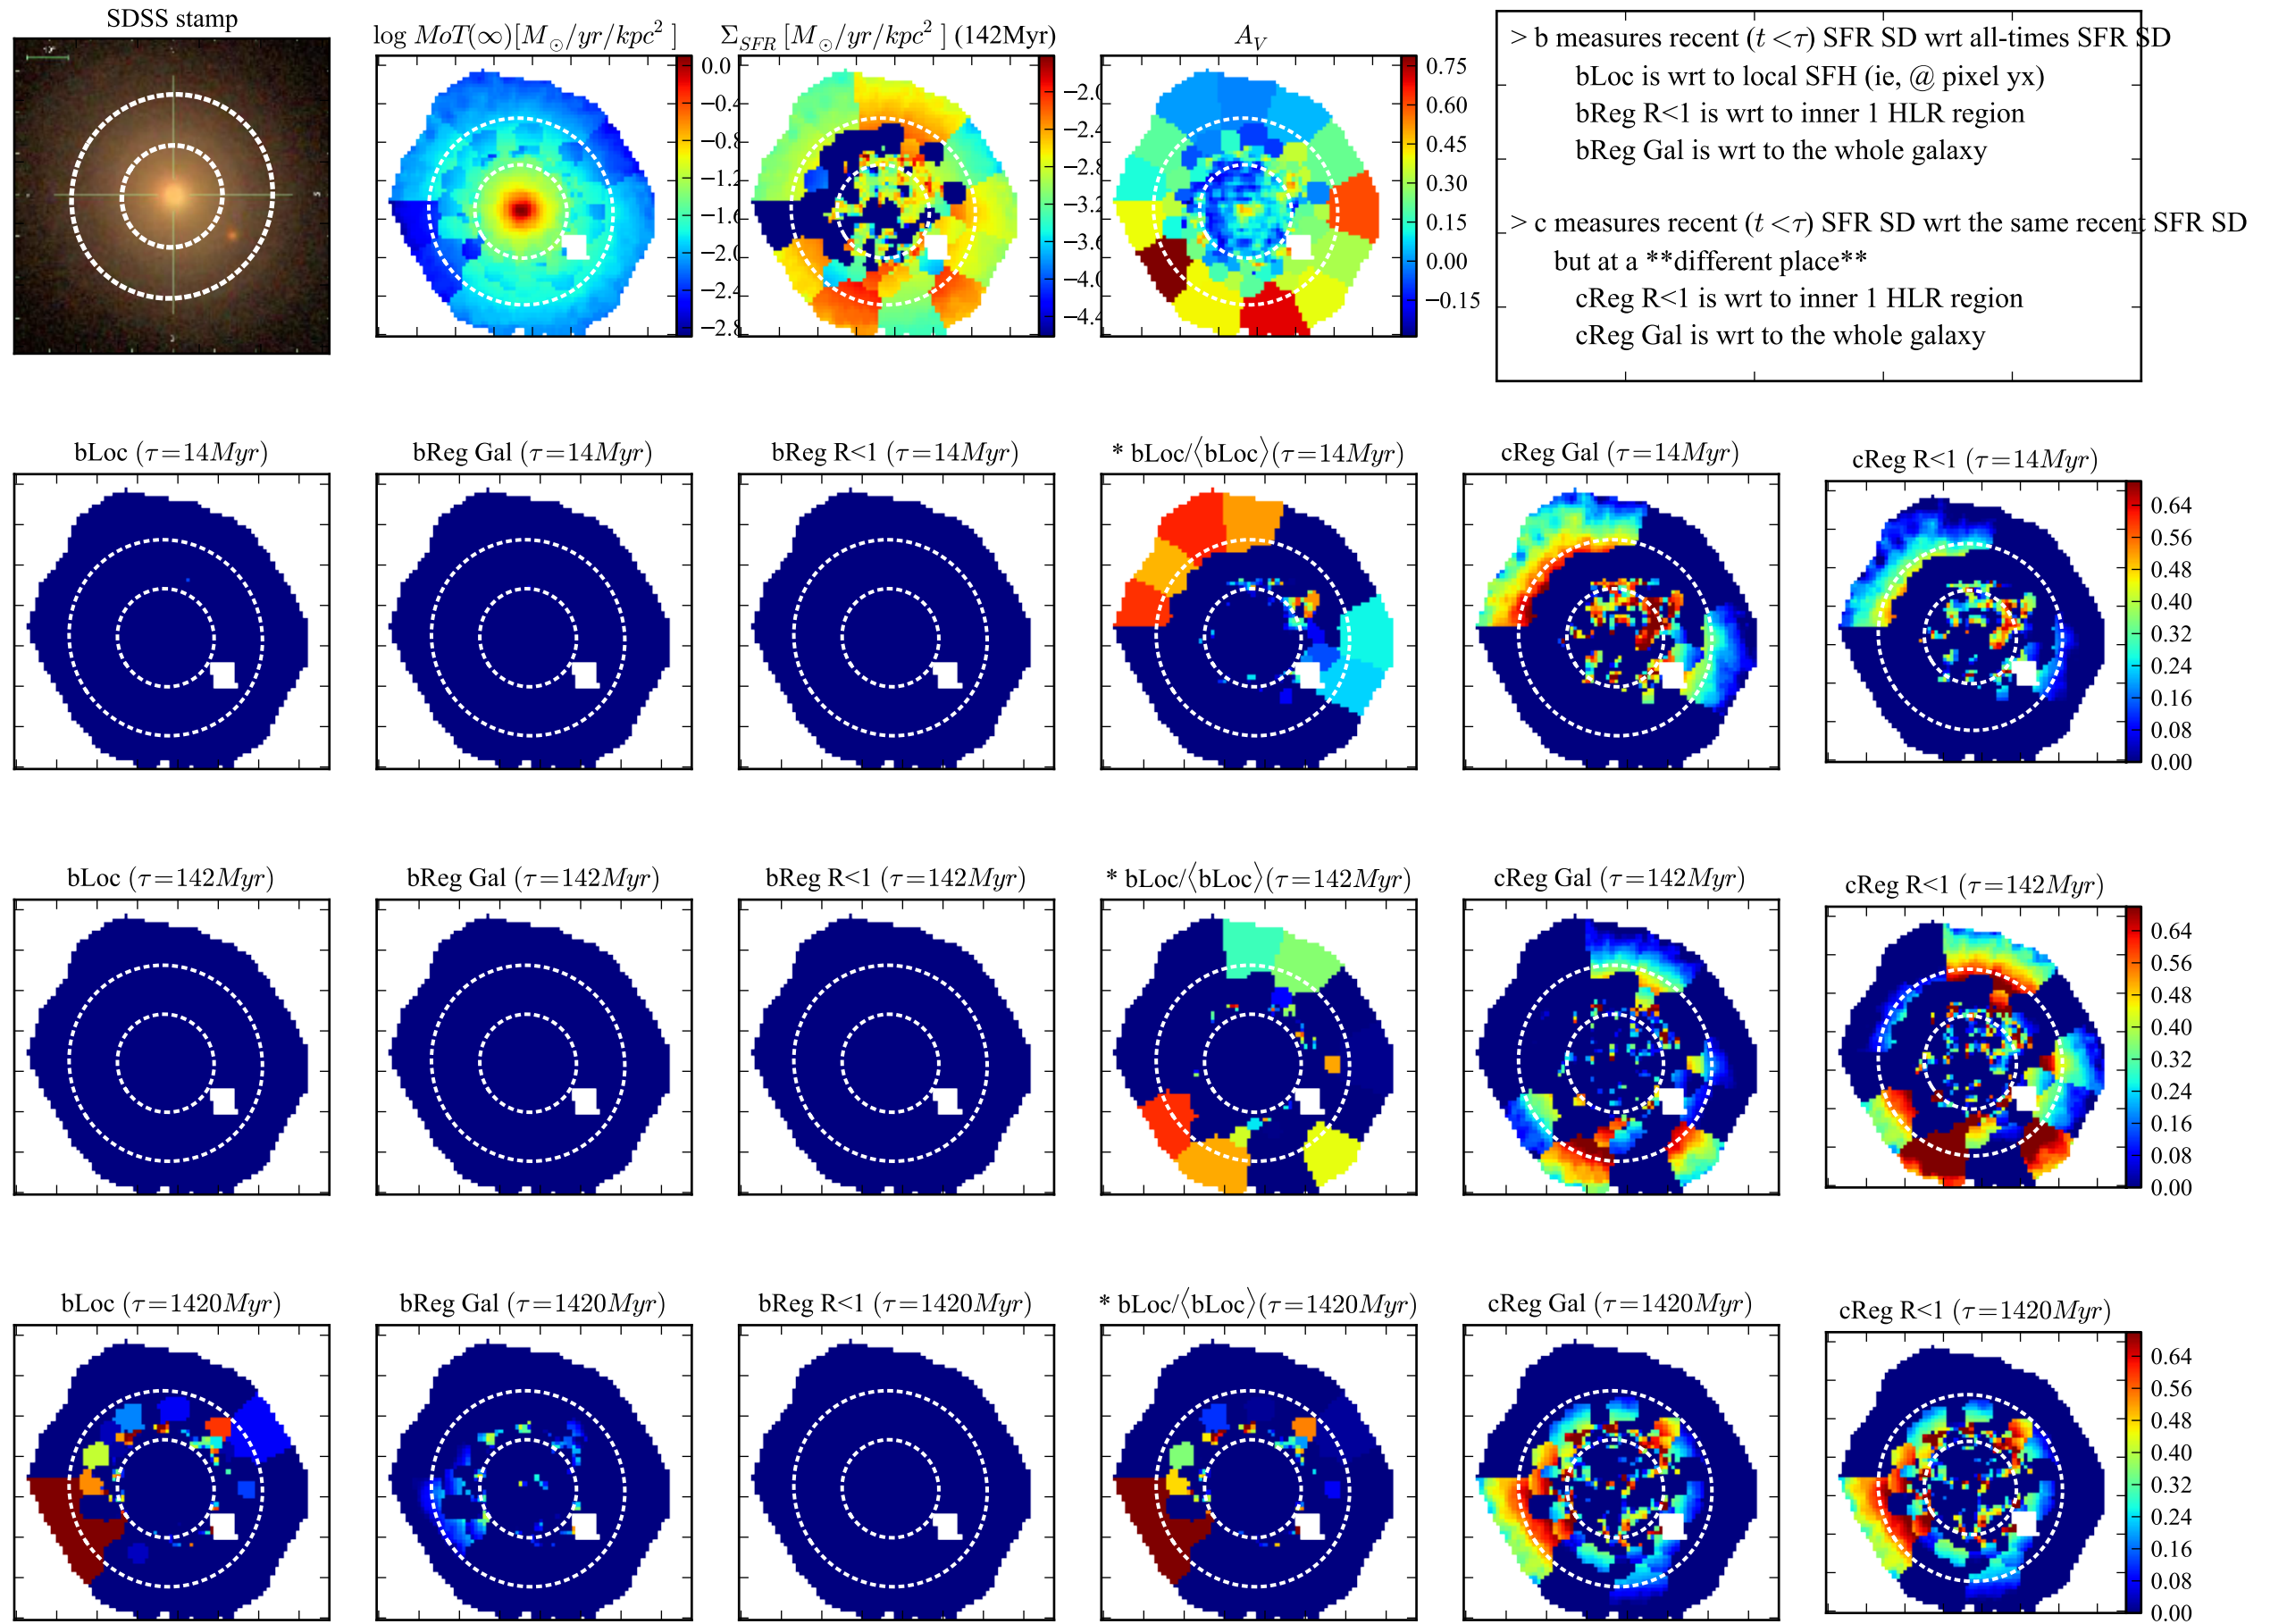 SDSS stamp
log MoT(∞)[M⊙/yr/kpc² ]
Σ_SFR [M⊙/yr/kpc² ] (142Myr)
A_V
0.0
−0.4
−0.8
−1.2
−1.6
−2.0
−2.4
−2.8
−2.0
−2.4
−2.8
−3.2
−3.6
−4.0
−4.4
0.75
0.60
0.45
0.30
0.15
0.00
−0.15
> b measures recent (t <τ) SFR SD wrt all-times SFR SD
bLoc is wrt to local SFH (ie, @ pixel yx)
bReg R<1 is wrt to inner 1 HLR region
bReg Gal is wrt to the whole galaxy
> c measures recent (t <τ) SFR SD wrt the same recent SFR SD
but at a **different place**
cReg R<1 is wrt to inner 1 HLR region
cReg Gal is wrt to the whole galaxy
bLoc (τ=14Myr)
bReg Gal (τ=14Myr)
bReg R<1 (τ=14Myr)
* bLoc/⟨bLoc⟩(τ=14Myr)
cReg Gal (τ=14Myr)
cReg R<1 (τ=14Myr)
0.64
0.56
0.48
0.40
0.32
0.24
0.16
0.08
0.00
bLoc (τ=142Myr)
bReg Gal (τ=142Myr)
bReg R<1 (τ=142Myr)
* bLoc/⟨bLoc⟩(τ=142Myr)
cReg Gal (τ=142Myr)
cReg R<1 (τ=142Myr)
0.64
0.56
0.48
0.40
0.32
0.24
0.16
0.08
0.00
bLoc (τ=1420Myr)
bReg Gal (τ=1420Myr)
bReg R<1 (τ=1420Myr)
* bLoc/⟨bLoc⟩(τ=1420Myr)
cReg Gal (τ=1420Myr)
cReg R<1 (τ=1420Myr)
0.64
0.56
0.48
0.40
0.32
0.24
0.16
0.08
0.00